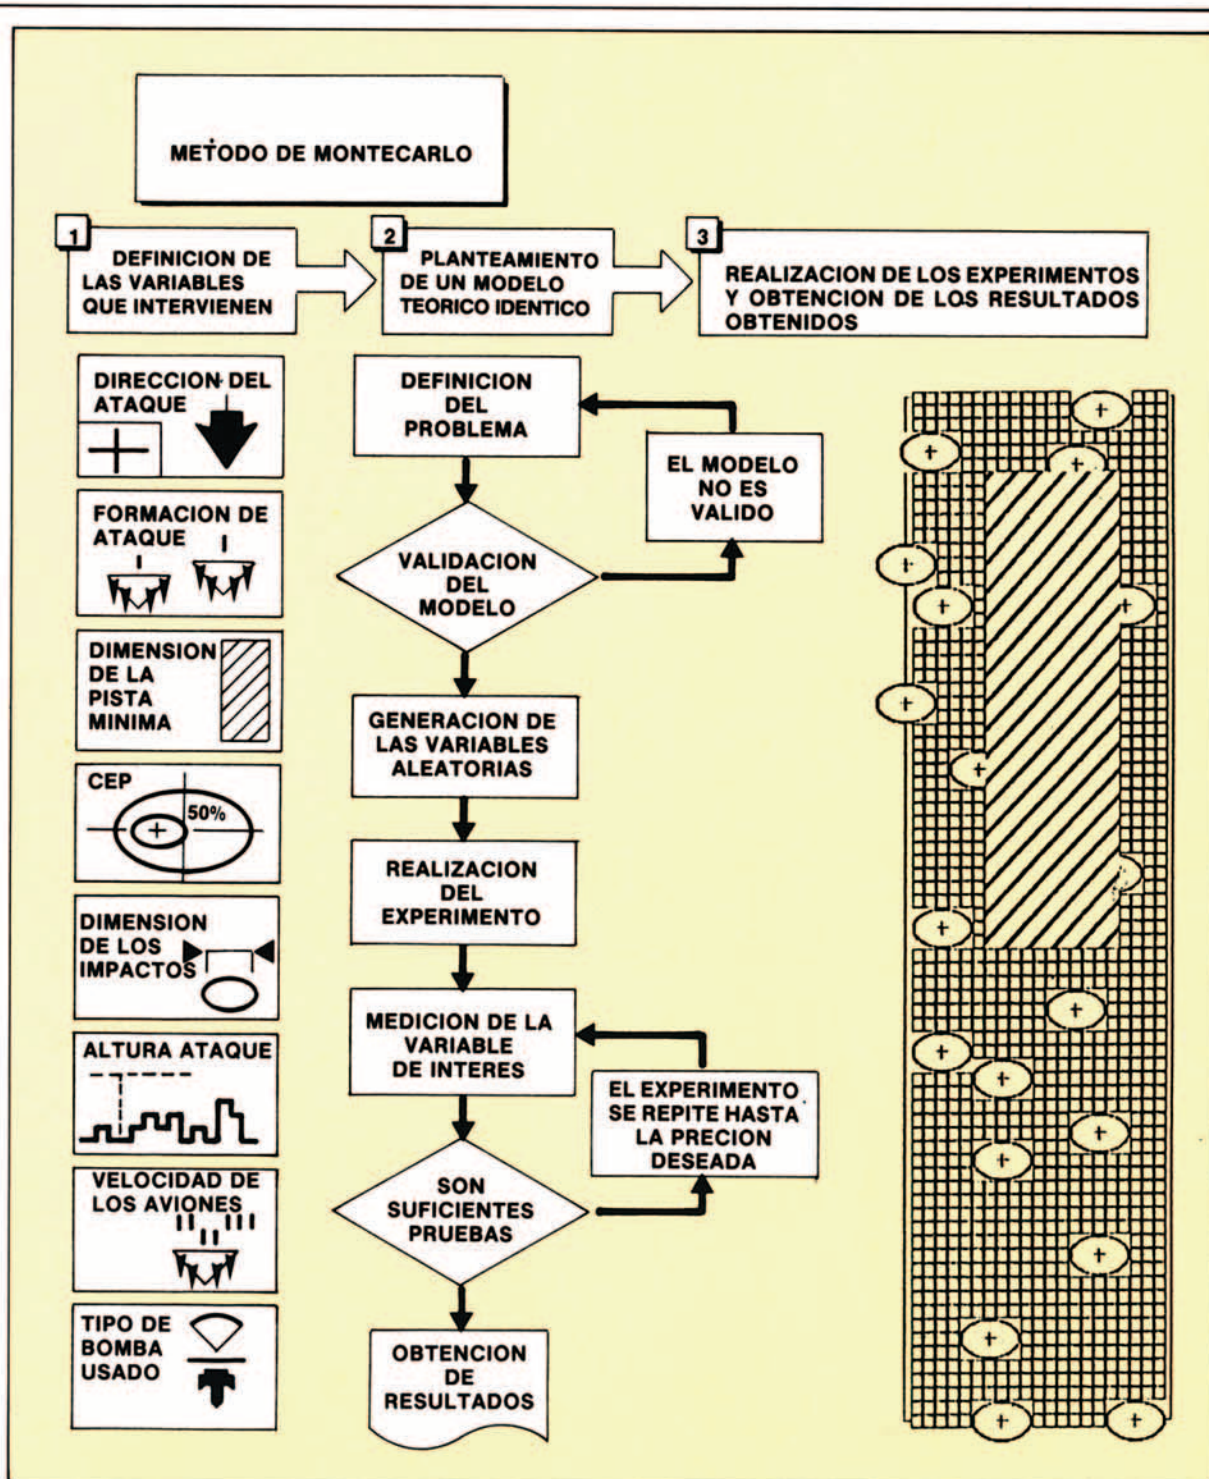 METODO DE MONTECARLO
1
DEFINICION DE
LAS VARIABLES
QUE INTERVIENEN
2
PLANTEAMIENTO
DE UN MODELO
TEORICO IDENTICO
3
REALIZACION DE LOS EXPERIMENTOS
Y OBTENCION DE LOS RESULTADOS
OBTENIDOS
DIRECCION DEL
ATAQUE
FORMACION DE
ATAQUE
DIMENSION
DE LA
PISTA
MINIMA
CEP
50%
DIMENSION
DE LOS
IMPACTOS
ALTURA ATAQUE
VELOCIDAD DE
LOS AVIONES
TIPO DE
BOMBA
USADO
DEFINICION
DEL
PROBLEMA
EL MODELO
NO ES
VALIDO
VALIDACION
DEL
MODELO
GENERACION DE
LAS VARIABLES
ALEATORIAS
REALIZACION
DEL
EXPERIMENTO
MEDICION DE LA
VARIABLE
DE INTERES
EL EXPERIMENTO
SE REPITE HASTA
LA PRECION
DESEADA
SON
SUFICIENTES
PRUEBAS
OBTENCION
DE
RESULTADOS